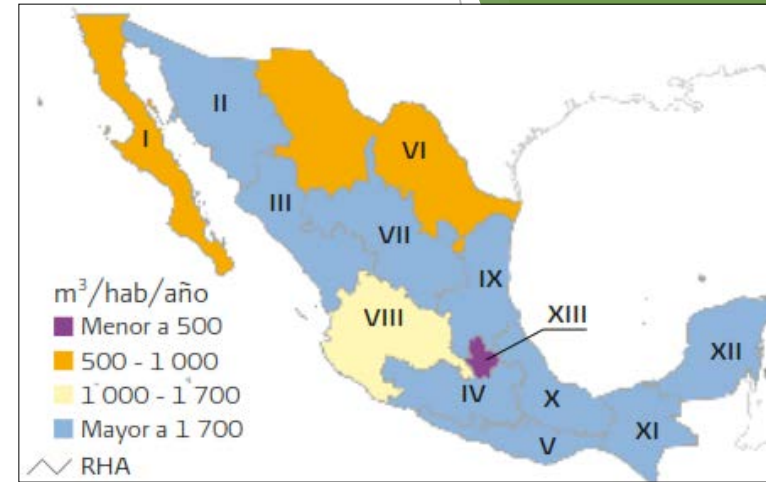 I
II
III
VI
VII
IX
VIII
XIII
IV
X
XII
V
XI
m³/hab/año
Menor a 500
500 - 1 000
1 000 - 1 700
Mayor a 1 700
RHA